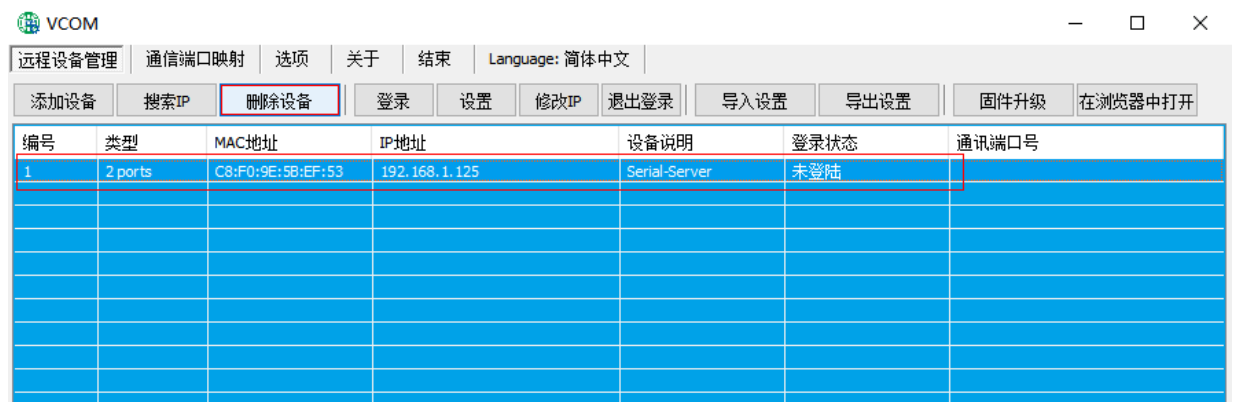 VCOM
远程设备管理 通信端口映射 选项 关于 结束 Language: 简体中文
添加设备 搜索IP 删除设备 登录 设置 修改IP 退出登录 导入设置 导出设置 固件升级 在浏览器中打开
编号 类型 MAC地址 IP地址 设备说明 登录状态 通讯端口号
1 2 ports C8:F0:9E:5B:EF:53 192.168.1.125 Serial-Server 未登陆